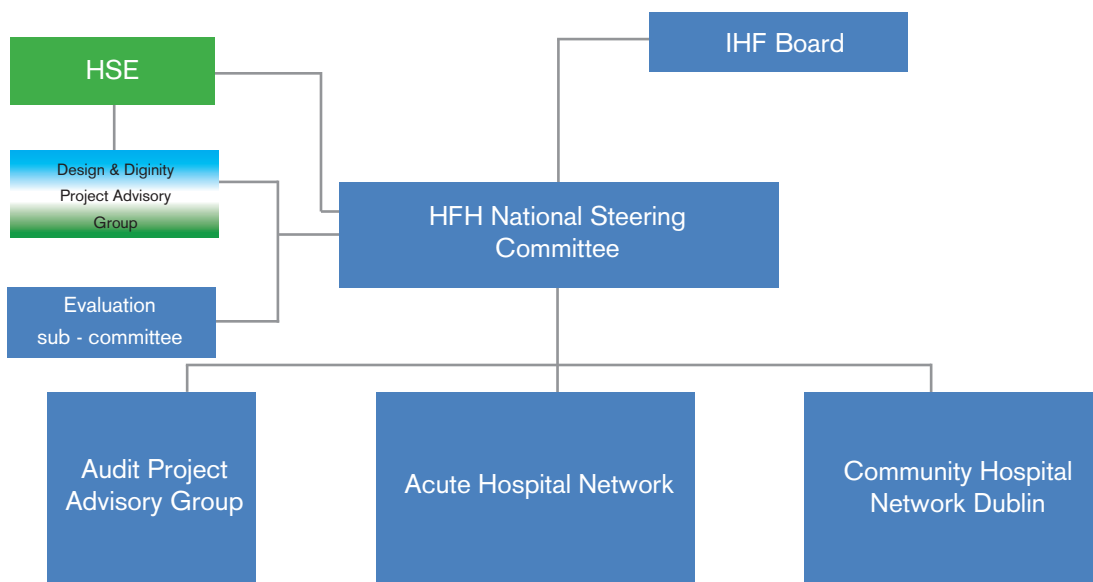 IHF Board
HSE
Design & Diginity
Project Advisory
Group
HFH National Steering
Committee
Evaluation
sub - committee
Audit Project
Advisory Group
Acute Hospital Network
Community Hospital
Network Dublin